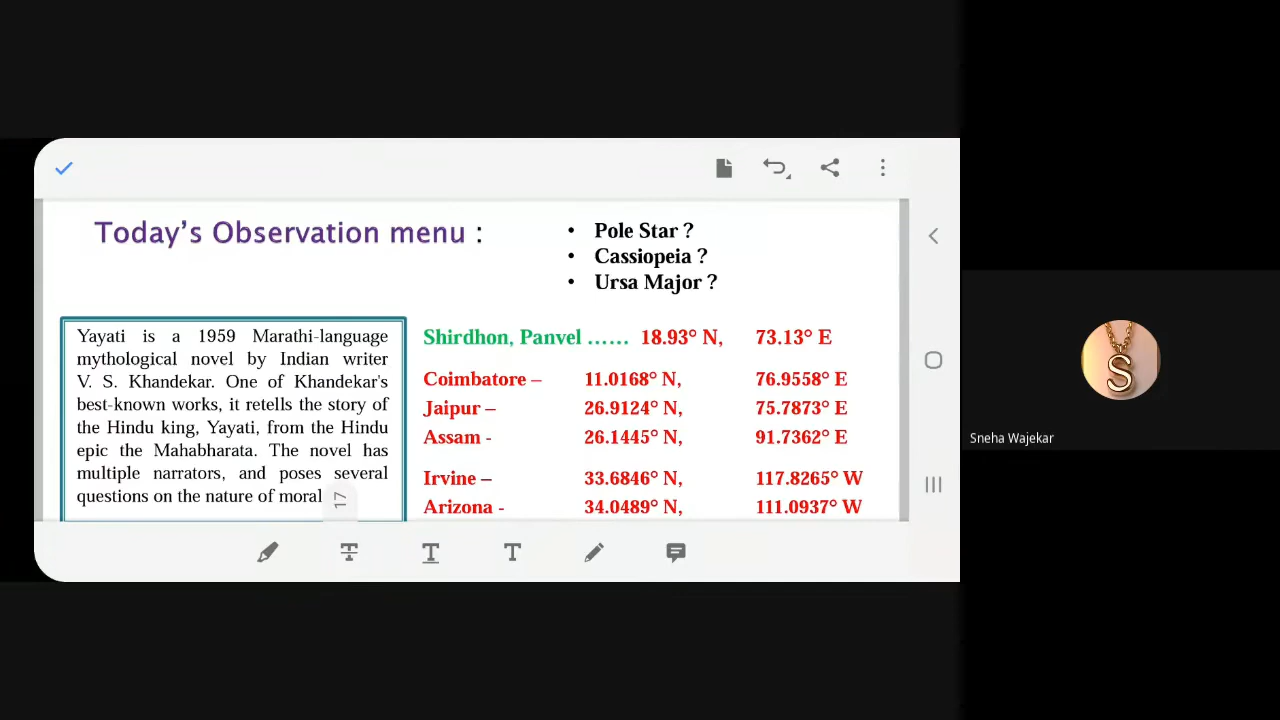 Today's Observation menu :
• Pole Star ?
• Cassiopeia ?
• Ursa Major ?
Yayati is a 1959 Marathi-language
mythological novel by Indian writer
V. S. Khandekar. One of Khandekar's
best-known works, it retells the story of
the Hindu king, Yayati, from the Hindu
epic the Mahabharata. The novel has
multiple narrators, and poses several
questions on the nature of moral
17
Shirdhon, Panvel …… 18.93° N, 73.13° E
Coimbatore – 11.0168° N, 76.9558° E
Jaipur – 26.9124° N, 75.7873° E
Assam - 26.1445° N, 91.7362° E
Irvine – 33.6846° N, 117.8265° W
Arizona - 34.0489° N, 111.0937° W
S
Sneha Wajekar